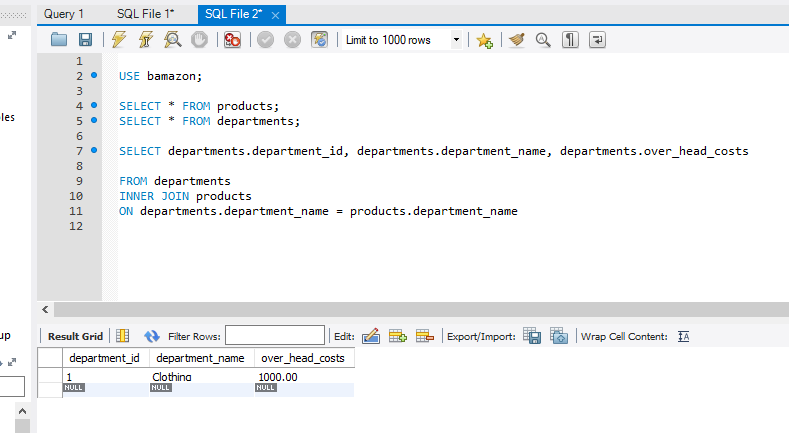 Query 1 SQL File 1* SQL File 2* ×
Limit to 1000 rows
1
2 USE bamazon;
3
4 SELECT * FROM products;
5 SELECT * FROM departments;
6
7 SELECT departments.department_id, departments.department_name, departments.over_head_costs
8
9 FROM departments
10 INNER JOIN products
11 ON departments.department_name = products.department_name
12
les
up
Result Grid Filter Rows: Edit: Export/Import: Wrap Cell Content: IA
department_id department_name over_head_costs
1 Clothing 1000.00
NULL NULL NULL